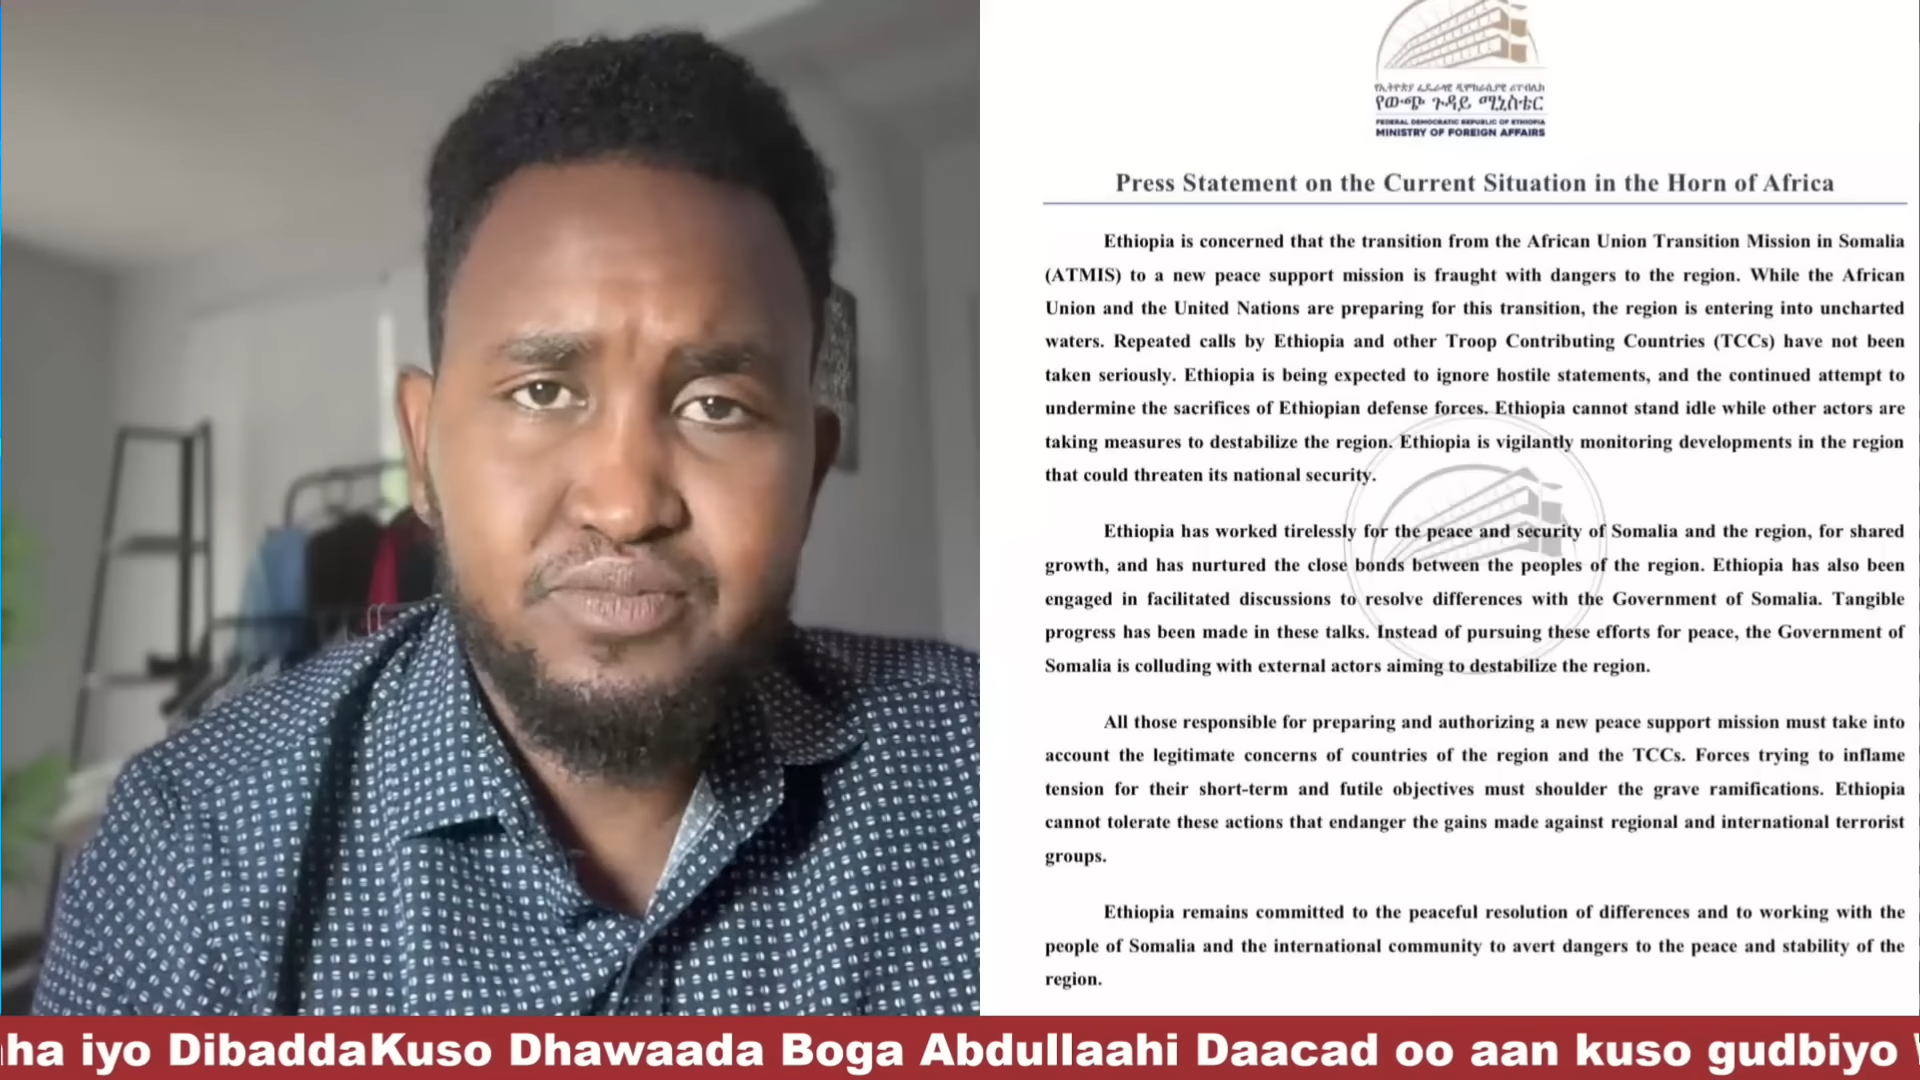 የኢትዮጵያ ፌዴራላዊ ዲሞክራሲያዊ ሪፐብሊክ
የውጭ ጉዳይ ሚኒስቴር
FEDERAL DEMOCRATIC REPUBLIC OF ETHIOPIA
MINISTRY OF FOREIGN AFFAIRS
Press Statement on the Current Situation in the Horn of Africa
Ethiopia is concerned that the transition from the African Union Transition Mission in Somalia
(ATMIS) to a new peace support mission is fraught with dangers to the region. While the African
Union and the United Nations are preparing for this transition, the region is entering into uncharted
waters. Repeated calls by Ethiopia and other Troop Contributing Countries (TCCs) have not been
taken seriously. Ethiopia is being expected to ignore hostile statements, and the continued attempt to
undermine the sacrifices of Ethiopian defense forces. Ethiopia cannot stand idle while other actors are
taking measures to destabilize the region. Ethiopia is vigilantly monitoring developments in the region
that could threaten its national security.
Ethiopia has worked tirelessly for the peace and security of Somalia and the region, for shared
growth, and has nurtured the close bonds between the peoples of the region. Ethiopia has also been
engaged in facilitated discussions to resolve differences with the Government of Somalia. Tangible
progress has been made in these talks. Instead of pursuing these efforts for peace, the Government of
Somalia is colluding with external actors aiming to destabilize the region.
All those responsible for preparing and authorizing a new peace support mission must take into
account the legitimate concerns of countries of the region and the TCCs. Forces trying to inflame
tension for their short-term and futile objectives must shoulder the grave ramifications. Ethiopia
cannot tolerate these actions that endanger the gains made against regional and international terrorist
groups.
Ethiopia remains committed to the peaceful resolution of differences and to working with the
people of Somalia and the international community to avert dangers to the peace and stability of the
region.
iyo DibaddaKuso Dhawaada Boga Abdullaahi Daacad oo aan kuso gudbiyo